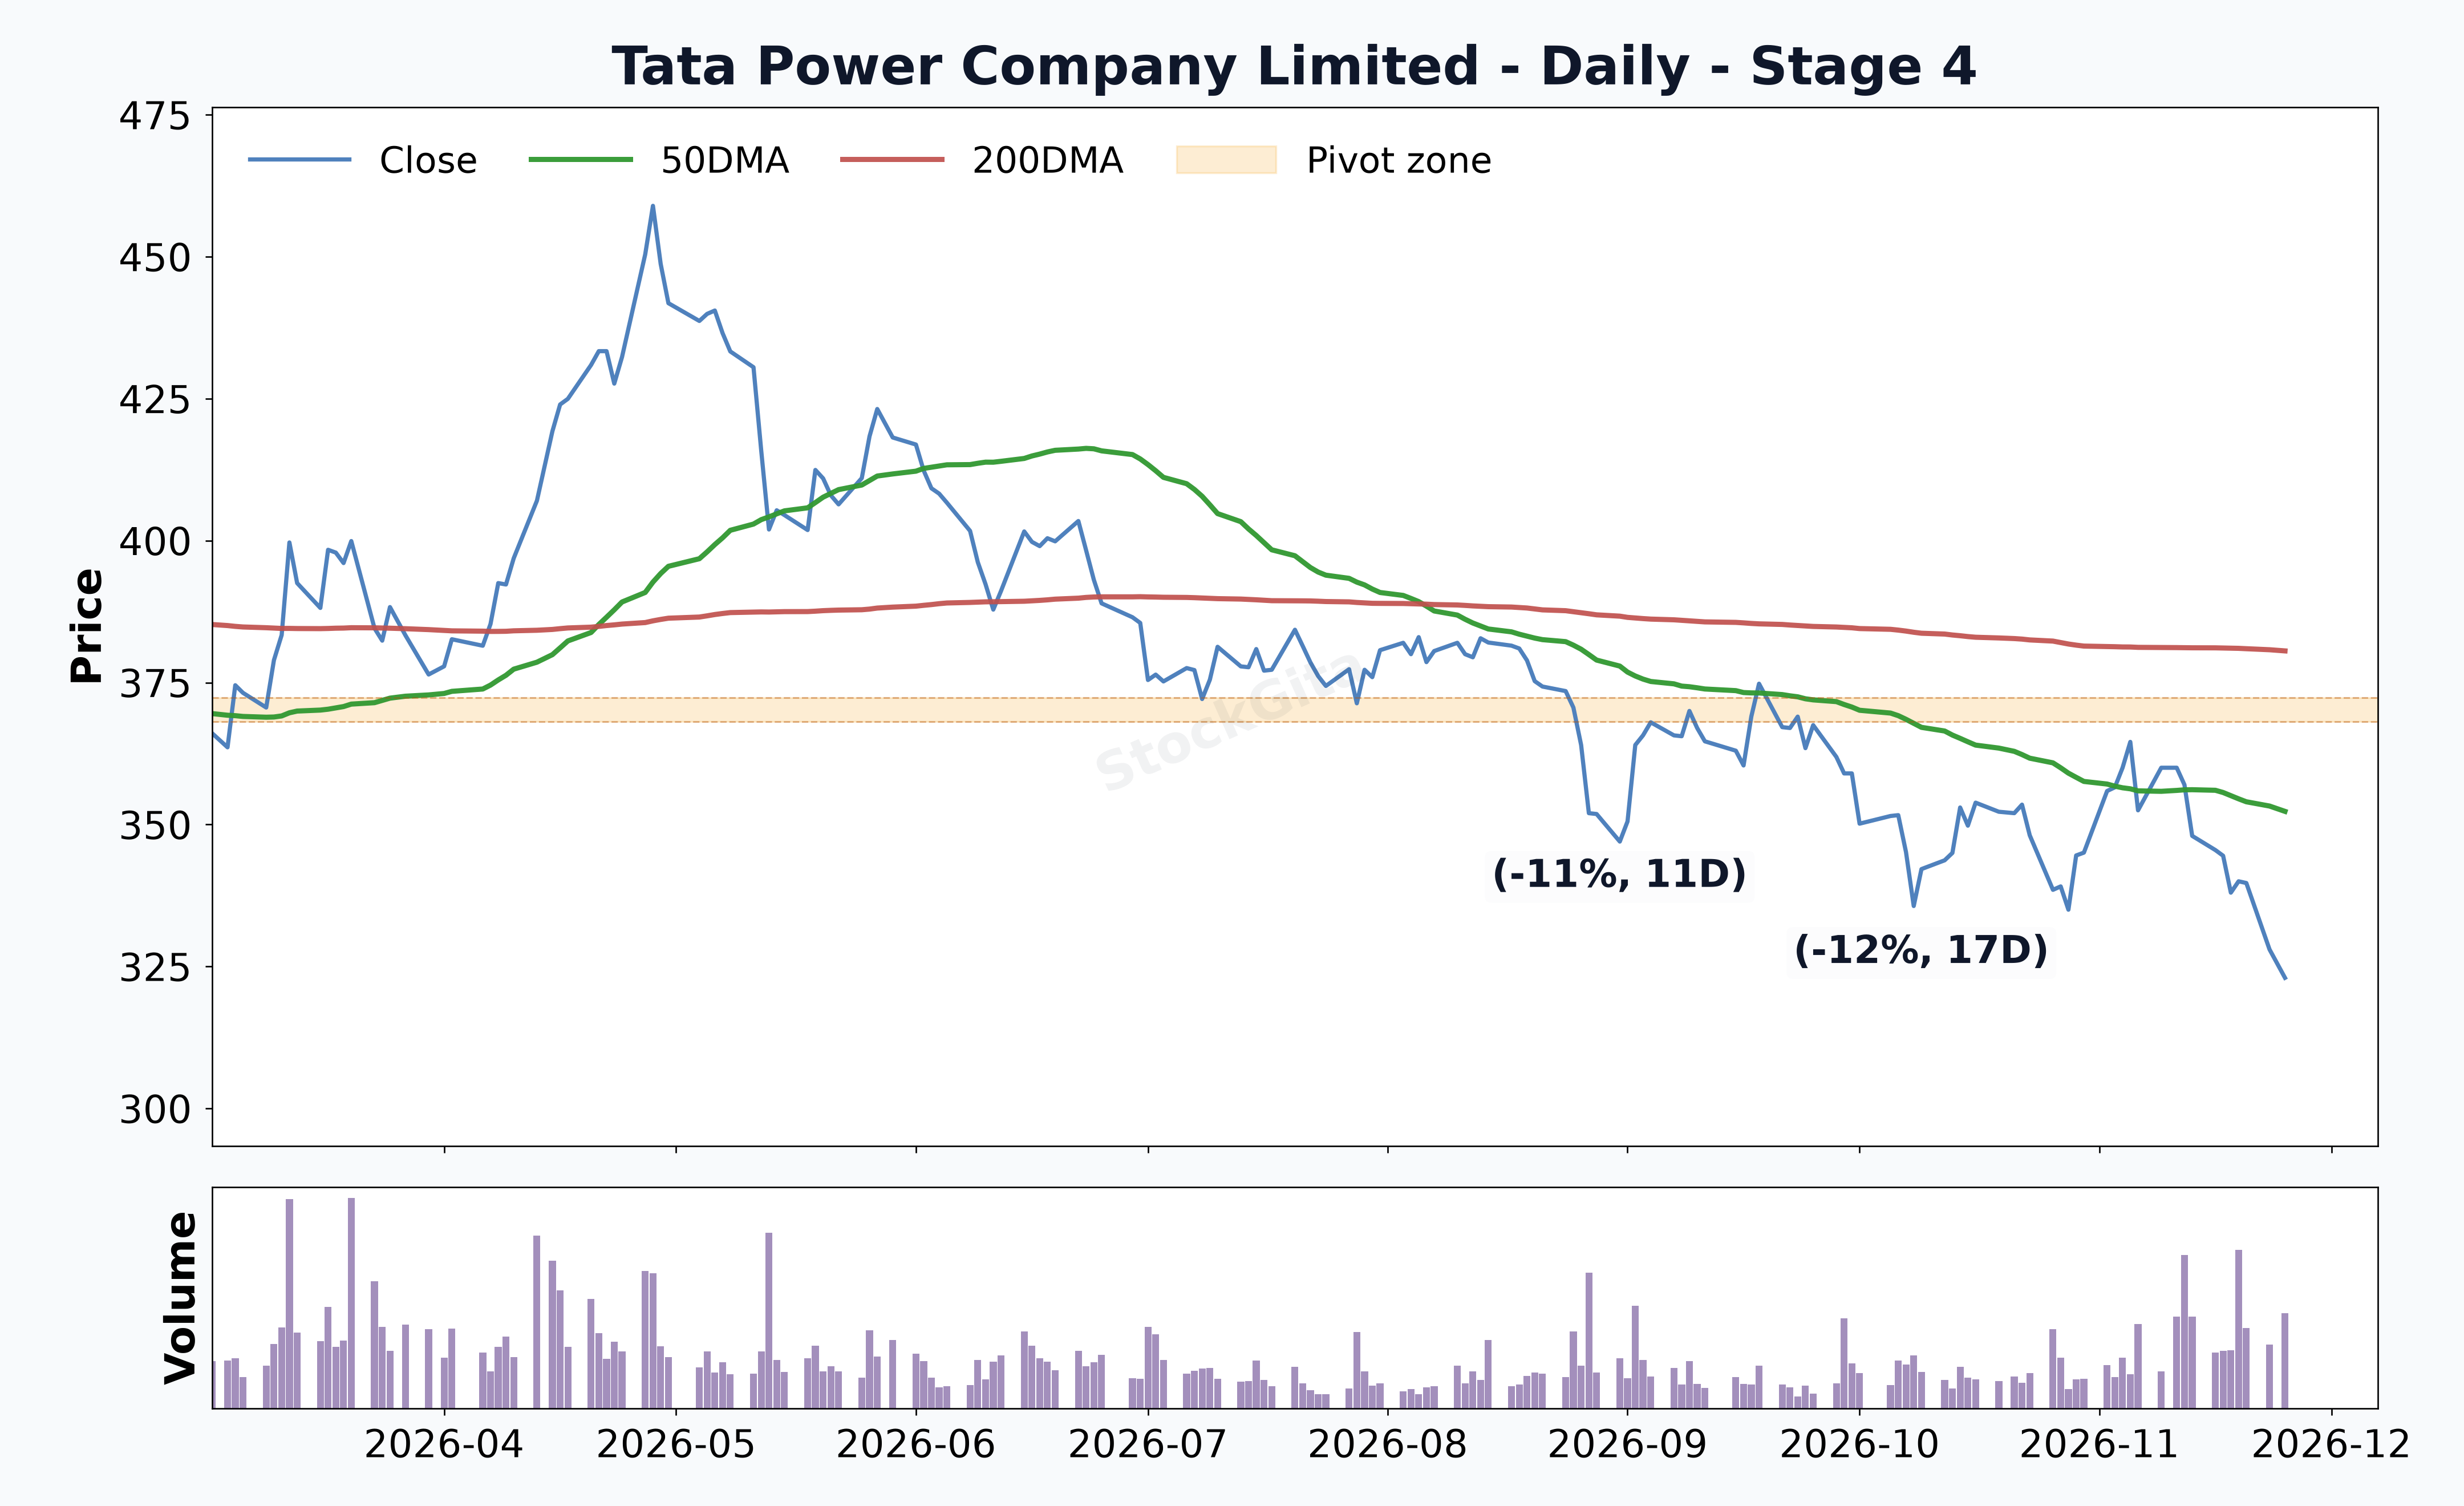 Tata Power Company Limited - Daily - Stage 4
Close 50DMA 200DMA Pivot zone
Price
475
450
425
400
375
350
325
300
StockGita
(-11%, 11D)
(-12%, 17D)
Volume
2026-04 2026-05 2026-06 2026-07 2026-08 2026-09 2026-10 2026-11 2026-12